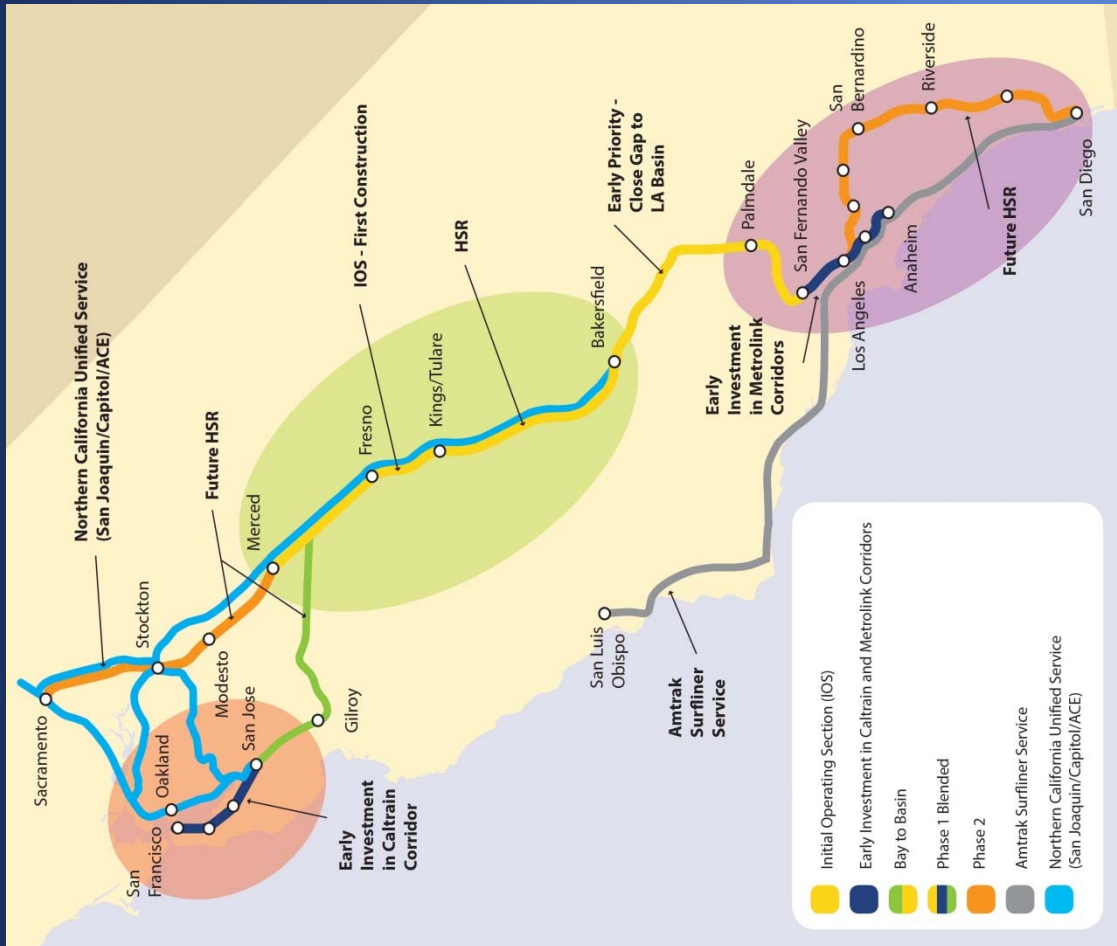 Northern California Unified Service
(San Joaquin/Capitol/ACE)
Sacramento
Stockton
Future HSR
Modesto
Merced
San
Francisco
Oakland
San Jose
Gilroy
Early
Investment
in Caltrain
Corridor
IOS - First Construction
Fresno
Kings/Tulare
HSR
Bakersfield
Early Priority -
Close Gap to
LA Basin
San Luis
Obispo
Amtrak
Surfliner
Service
Early
Investment
in Metrolink
Corridors
Palmdale
San Fernando Valley
Los Angeles
Anaheim
San
Bernardino
Riverside
Future HSR
San Diego
Initial Operating Section (IOS)
Early Investment in Caltrain and Metrolink Corridors
Bay to Basin
Phase 1 Blended
Phase 2
Amtrak Surfliner Service
Northern California Unified Service
(San Joaquin/Capitol/ACE)